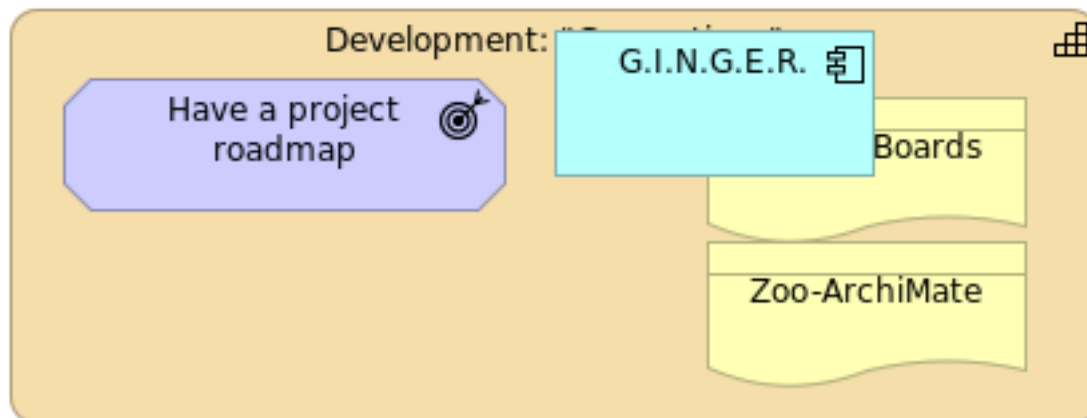 Development:
G.I.N.G.E.R.
Have a project
roadmap
Boards
Zoo-ArchiMate